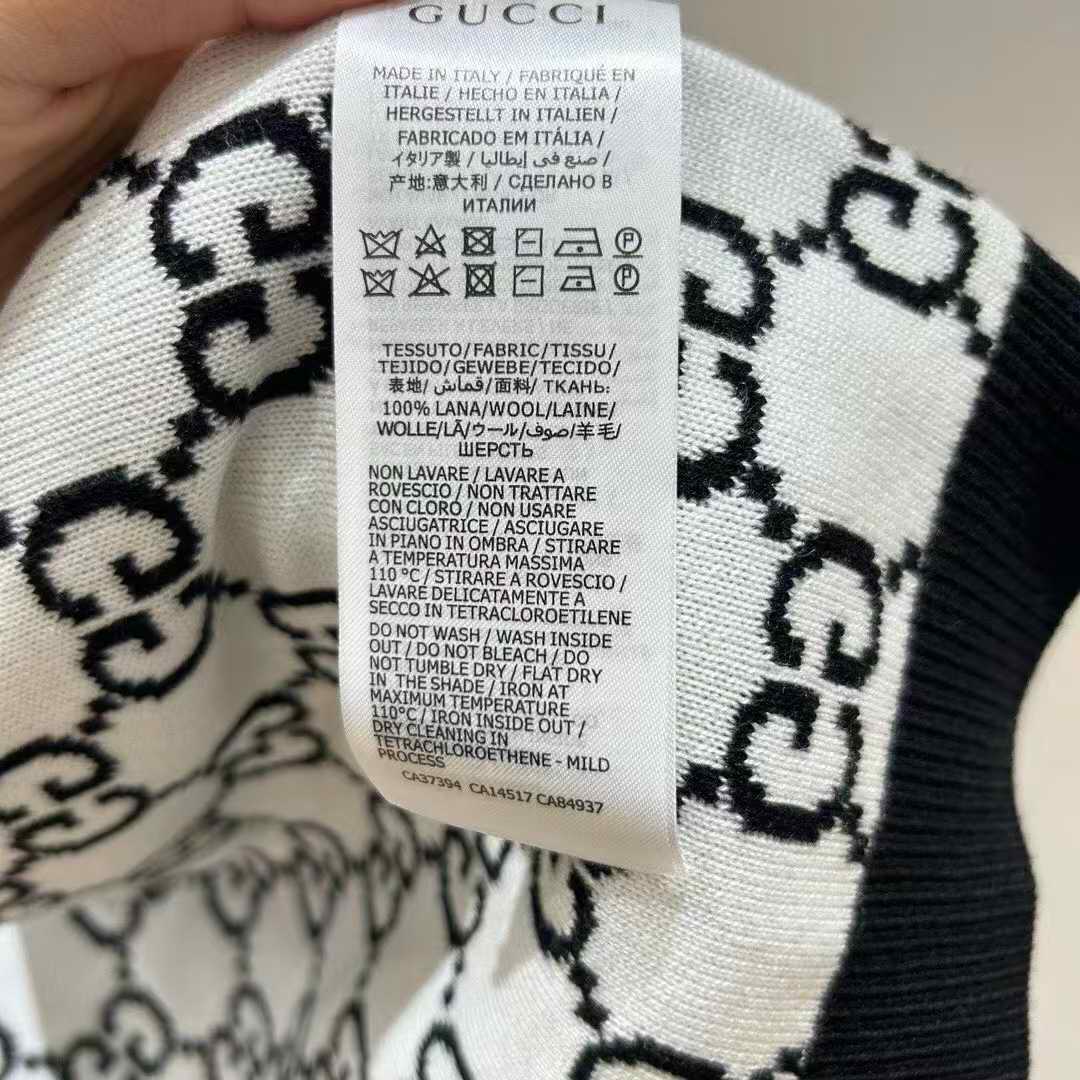 GUCCI
MADE IN ITALY / FABRIQUÉ EN
ITALIE / HECHO EN ITALIA /
HERGESTELLT IN ITALIEN /
FABRICADO EM ITÁLIA /
イタリア製 / صنع في إيطاليا /
产地:意大利 / СДЕЛАНО В
ИТАЛИИ
P
P
TESSUTO/FABRIC/TISSU/
TEJIDO/GEWEBE/TECIDO/
表地/قماش/面料/ ТКАНЬ:
100% LANA/WOOL/LAINE/
WOLLE/LÃ/ウール/صوف/羊毛/
ШЕРСТЬ
NON LAVARE / LAVARE A
ROVESCIO / NON TRATTARE
CON CLORO / NON USARE
ASCIUGATRICE / ASCIUGARE
IN PIANO IN OMBRA / STIRARE
A TEMPERATURA MASSIMA
110 °C / STIRARE A ROVESCIO /
LAVARE DELICATAMENTE A
SECCO IN TETRACLOROETILENE
DO NOT WASH / WASH INSIDE
OUT / DO NOT BLEACH / DO
NOT TUMBLE DRY / FLAT DRY
IN THE SHADE / IRON AT
MAXIMUM TEMPERATURE
110°C / IRON INSIDE OUT /
DRY CLEANING IN
TETRACHLOROETHENE - MILD
PROCESS
CA37394 CA14517 CA84937